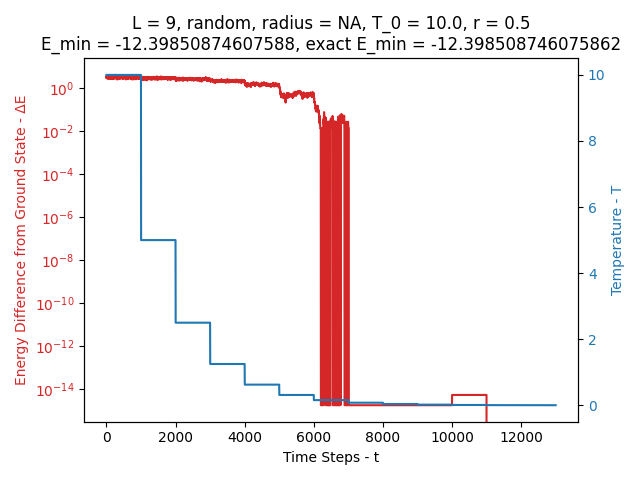 L = 9, random, radius = NA, T_0 = 10.0, r = 0.5
E_min = -12.39850874607588, exact E_min = -12.398508746075862
Energy Difference from Ground State - ΔE
10⁰
10⁻²
10⁻⁴
10⁻⁶
10⁻⁸
10⁻¹⁰
10⁻¹²
10⁻¹⁴
10
8
6
4
2
0
Temperature - T
0 2000 4000 6000 8000 10000 12000
Time Steps - t